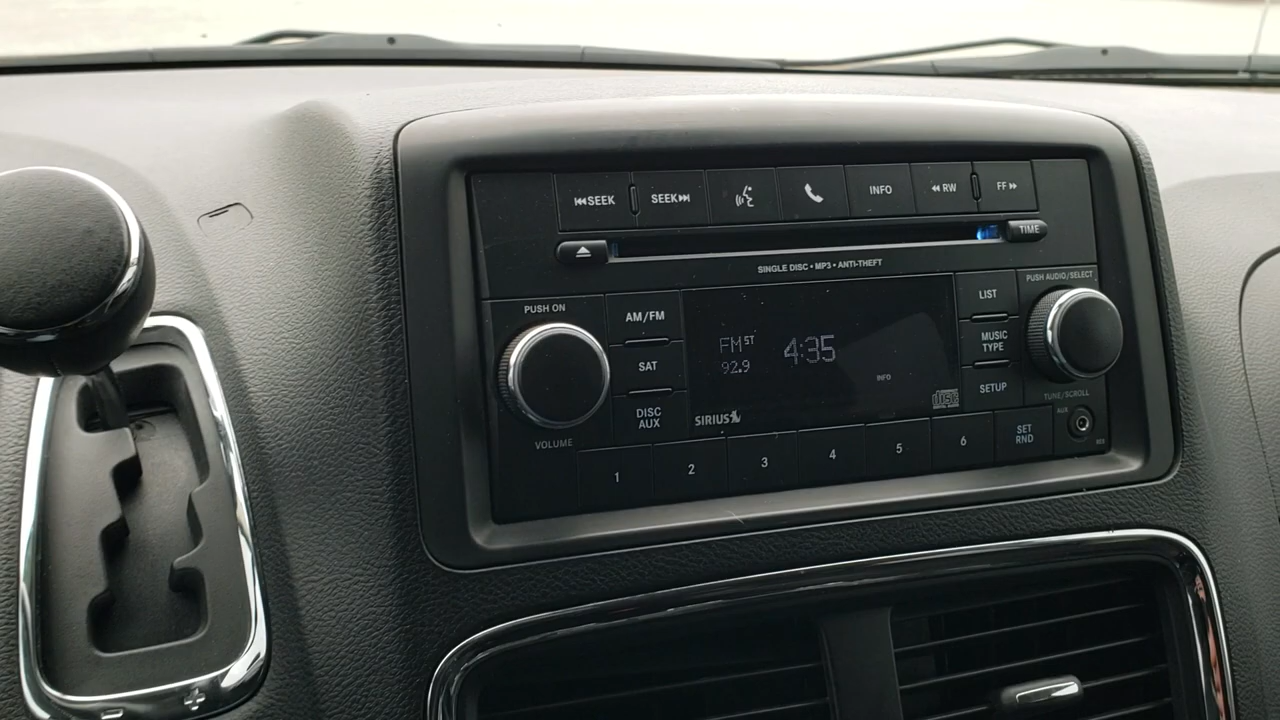 SEEK
SEEK
INFO
RW
FF
TIME
SINGLE DISC • MP3 • ANTI-THEFT
PUSH ON
AM/FM
LIST
PUSH AUDIO/SELECT
FM ST
92.9
4:35
SAT
MUSIC
TYPE
INFO
DISC
AUX
SETUP
SIRIUS
disc
TUNE/SCROLL
VOLUME
AUX
1
2
3
4
5
6
SET
RND
- +